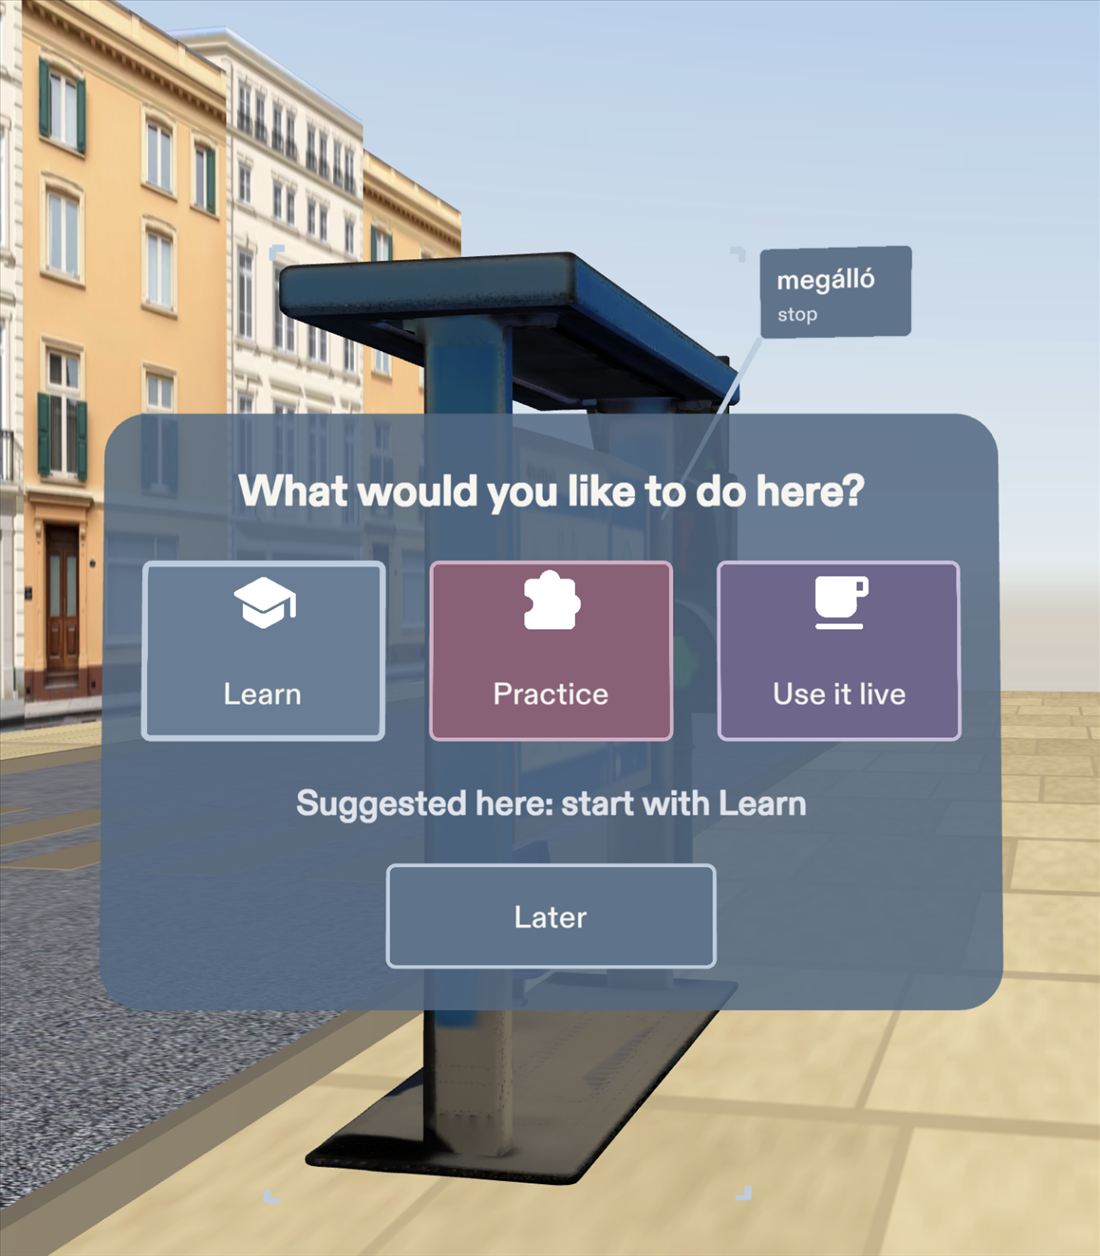 megálló
stop
What would you like to do here?
Learn
Practice
Use it live
Suggested here: start with Learn
Later